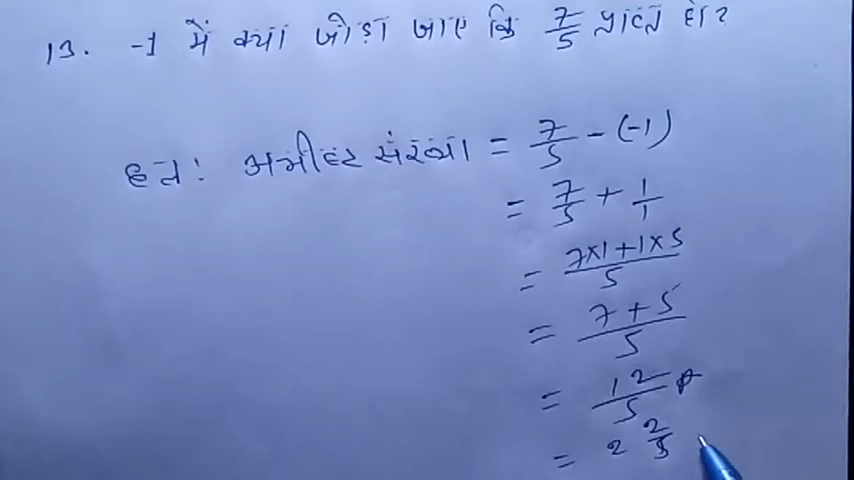 13. -1 में क्या जोड़ा जाए कि 7/5 प्राप्त हो?
हल: अभीष्ट संख्या = 7/5 - (-1)
= 7/5 + 1/1
= 7×1+1×5/5
= 7+5/5
= 12/5
= 2 2/5